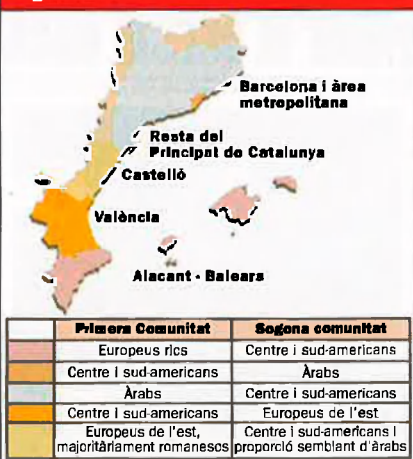 Barcelona i àrea
metropolitana
Resta del
Principat de Catalunya
Castelló
València
Alacant - Balears
Primera Comunitat
Segona comunitat
Europeus rics
Centre i sud-americans
Centre i sud-americans
Àrabs
Àrabs
Centre i sud-americans
Centre i sud-americans
Europeus de l'est
Europeus de l'est,
majoritàriament romanesos
Centre i sud-americans i
proporció semblant d'àrabs